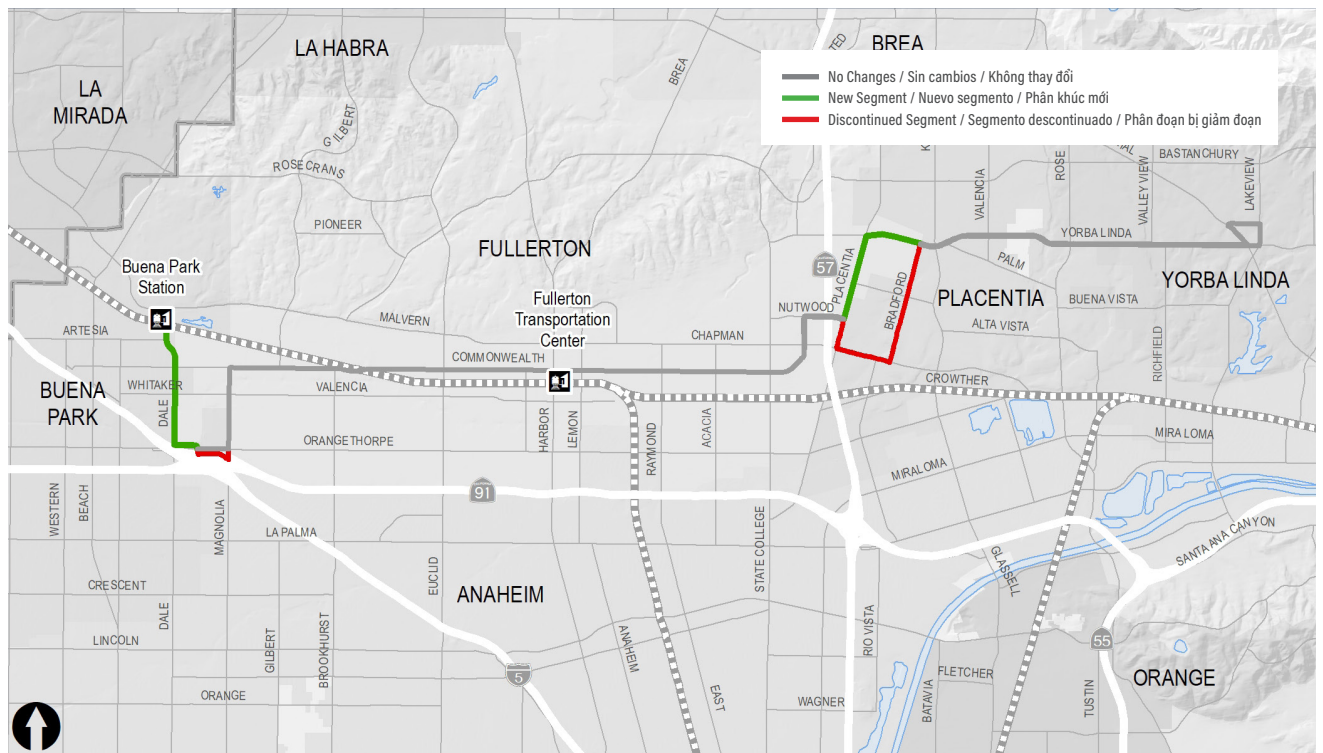 LA HABRA
BREA
LA
MIRADA
GILBERT
BREA
No Changes / Sin cambios / Không thay đổi
New Segment / Nuevo segmento / Phân khúc mới
Discontinued Segment / Segmento descontinuado / Phân đoạn bị giảm đoạn
ROSECRANS
ROSE
BASTANCHURY
VALENCIA
VALLEY VIEW
LAKEVIEW
PIONEER
FULLERTON
YORBA LINDA
Buena Park
Station
57
PLACENTIA
PALM
YORBA LINDA
Fullerton
Transportation
Center
NUTWOOD
BRADFORD
PLACENTIA
BUENA VISTA
ARTESIA
MALVERN
CHAPMAN
ALTA VISTA
COMMONWEALTH
RICHFIELD
WHITAKER
VALENCIA
CROWTHER
BUENA
PARK
DALE
ORANGETHORPE
HARBOR
LEMON
RAYMOND
ACACIA
MIRA LOMA
MIRALOMA
91
WESTERN
BEACH
MAGNOLIA
LA PALMA
STATE COLLEGE
SANTA ANA CANYON
GLASSELL
EUCLID
CRESCENT
ANAHEIM
DALE
LINCOLN
GILBERT
BROOKHURST
ANAHEIM
RIO VISTA
55
5
ORANGE
EAST
WAGNER
BATAVIA
FLETCHER
TUSTIN
ORANGE